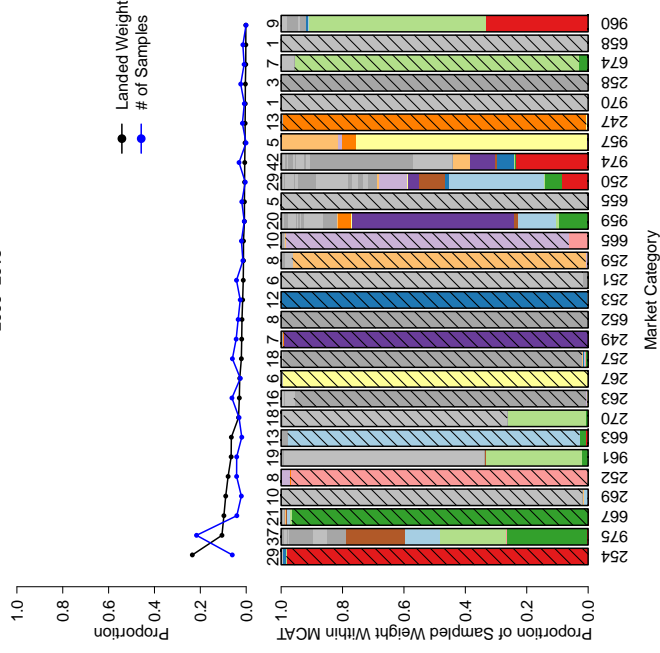 Landed Weight
# of Samples
Proportion
1.0
0.8
0.6
0.4
0.2
0.0
29 37 21 10 8 19 13 18 16 6 18 7 8 12 6 8 10 20 5 29 42 5 13 1 3 7 1 9
Proportion of Sampled Weight Within MCAT
1.0
0.8
0.6
0.4
0.2
0.0
254 975 667 269 252 961 663 270 263 267 257 249 652 253 251 259 665 959 655 250 974 957 247 970 258 674 658 960
Market Category